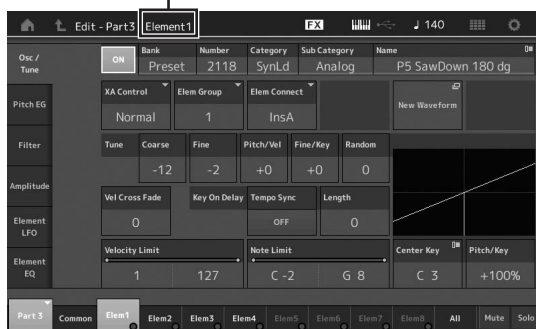 Edit - Part3 Element1 FX 140
Osc / Tune
Pitch EG
Filter
Amplitude
Element LFO
Element EQ
ON
Bank Number Category Sub Category Name
Preset 2118 SynLd Analog P5 SawDown 180 dg
XA Control Elem Group Elem Connect
Normal 1 InsA
New Waveform
Tune Coarse Fine Pitch/Vel Fine/Key Random
-12 -2 +0 +0 0
Vel Cross Fade Key On Delay Tempo Sync Length
0 OFF 0
Velocity Limit Note Limit Center Key Pitch/Key
1 127 C -2 G 8 C 3 +100%
Part 3 Common Elem1 Elem2 Elem3 Elem4 Elem5 Elem6 Elem7 Elem8 All Mute Solo